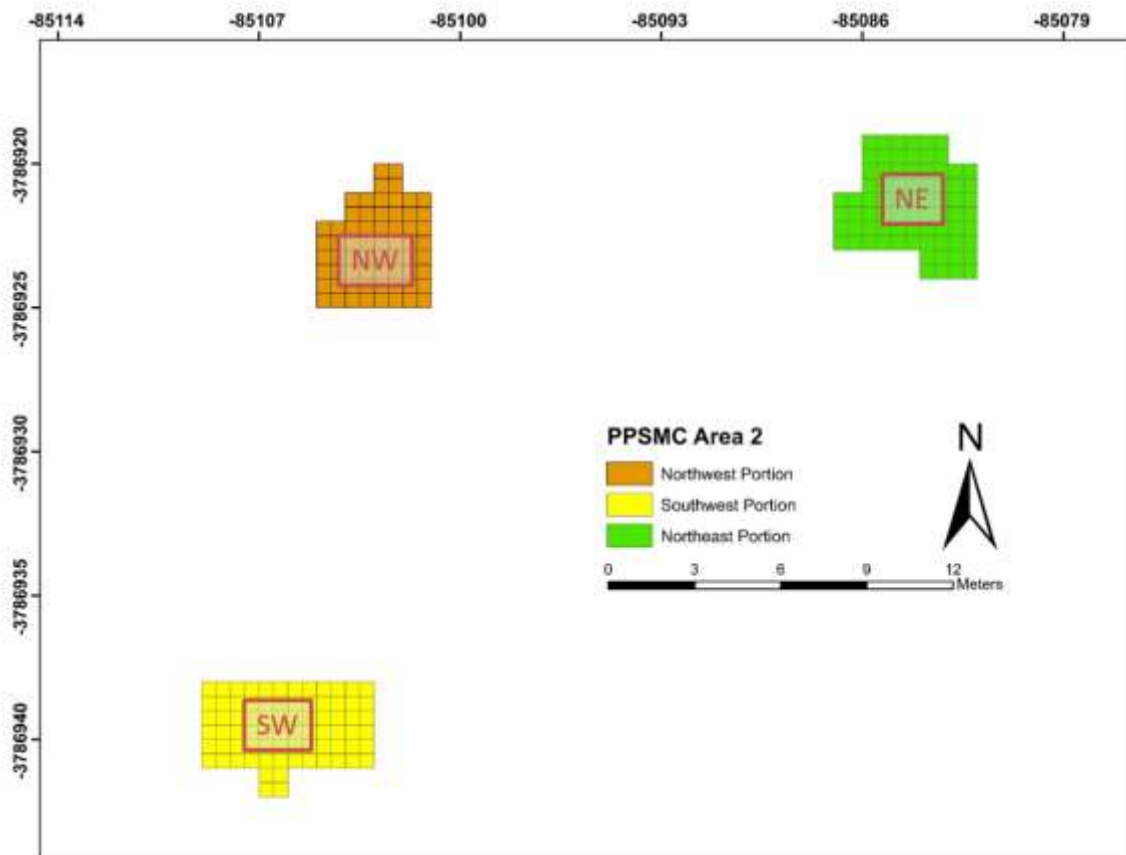 -85114 -85107 -85100 -85093 -85086 -85079
-3786920
-3786925
-3786930
-3786935
-3786940
NW
NE
SW
PPSMC Area 2
Northwest Portion
Southwest Portion
Northeast Portion
N
0 3 6 9 12
Meters